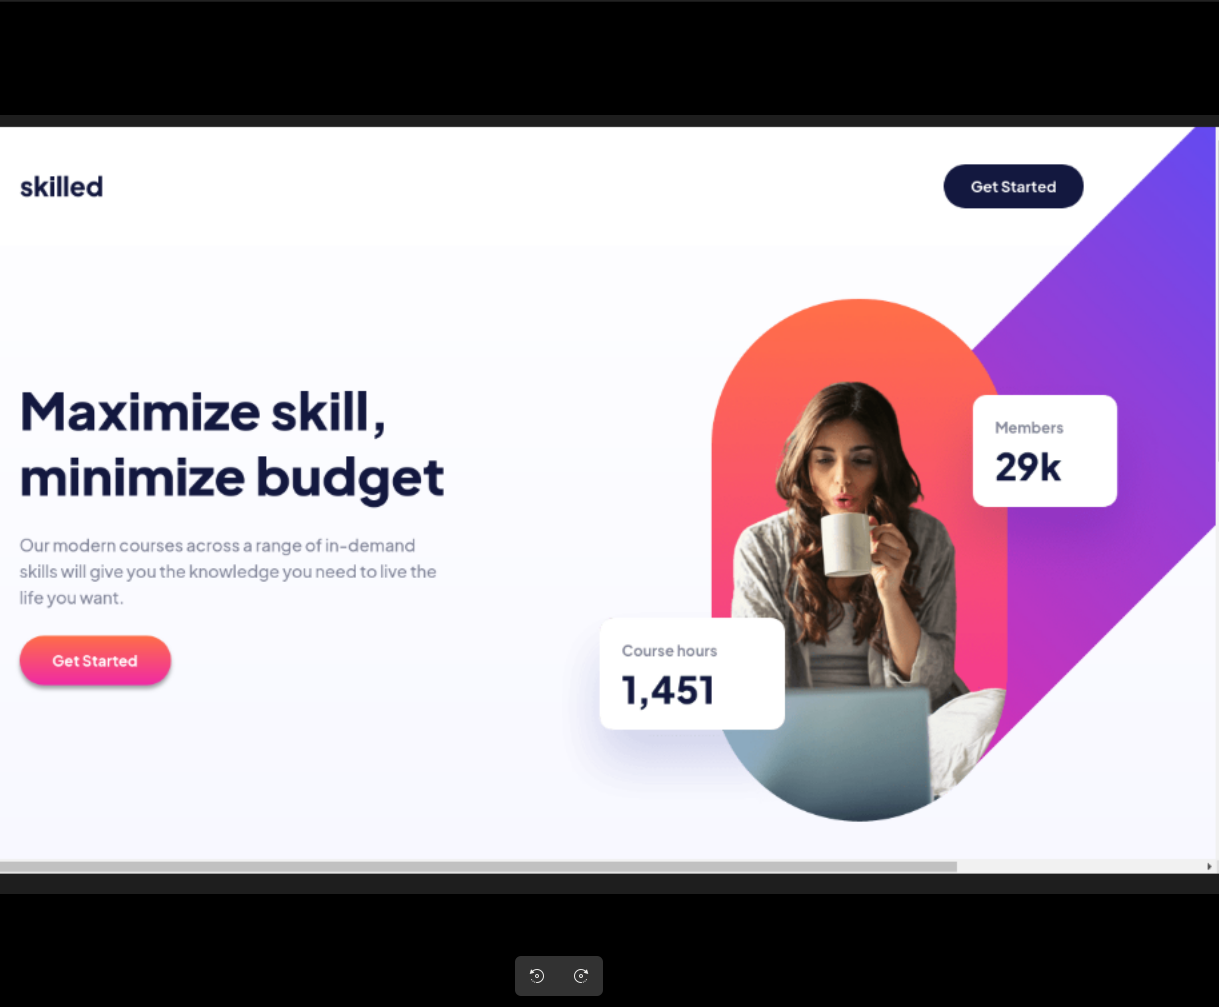 skilled
Get Started
Maximize skill,
minimize budget
Our modern courses across a range of in-demand
skills will give you the knowledge you need to live the
life you want.
Get Started
Members
29k
Course hours
1,451